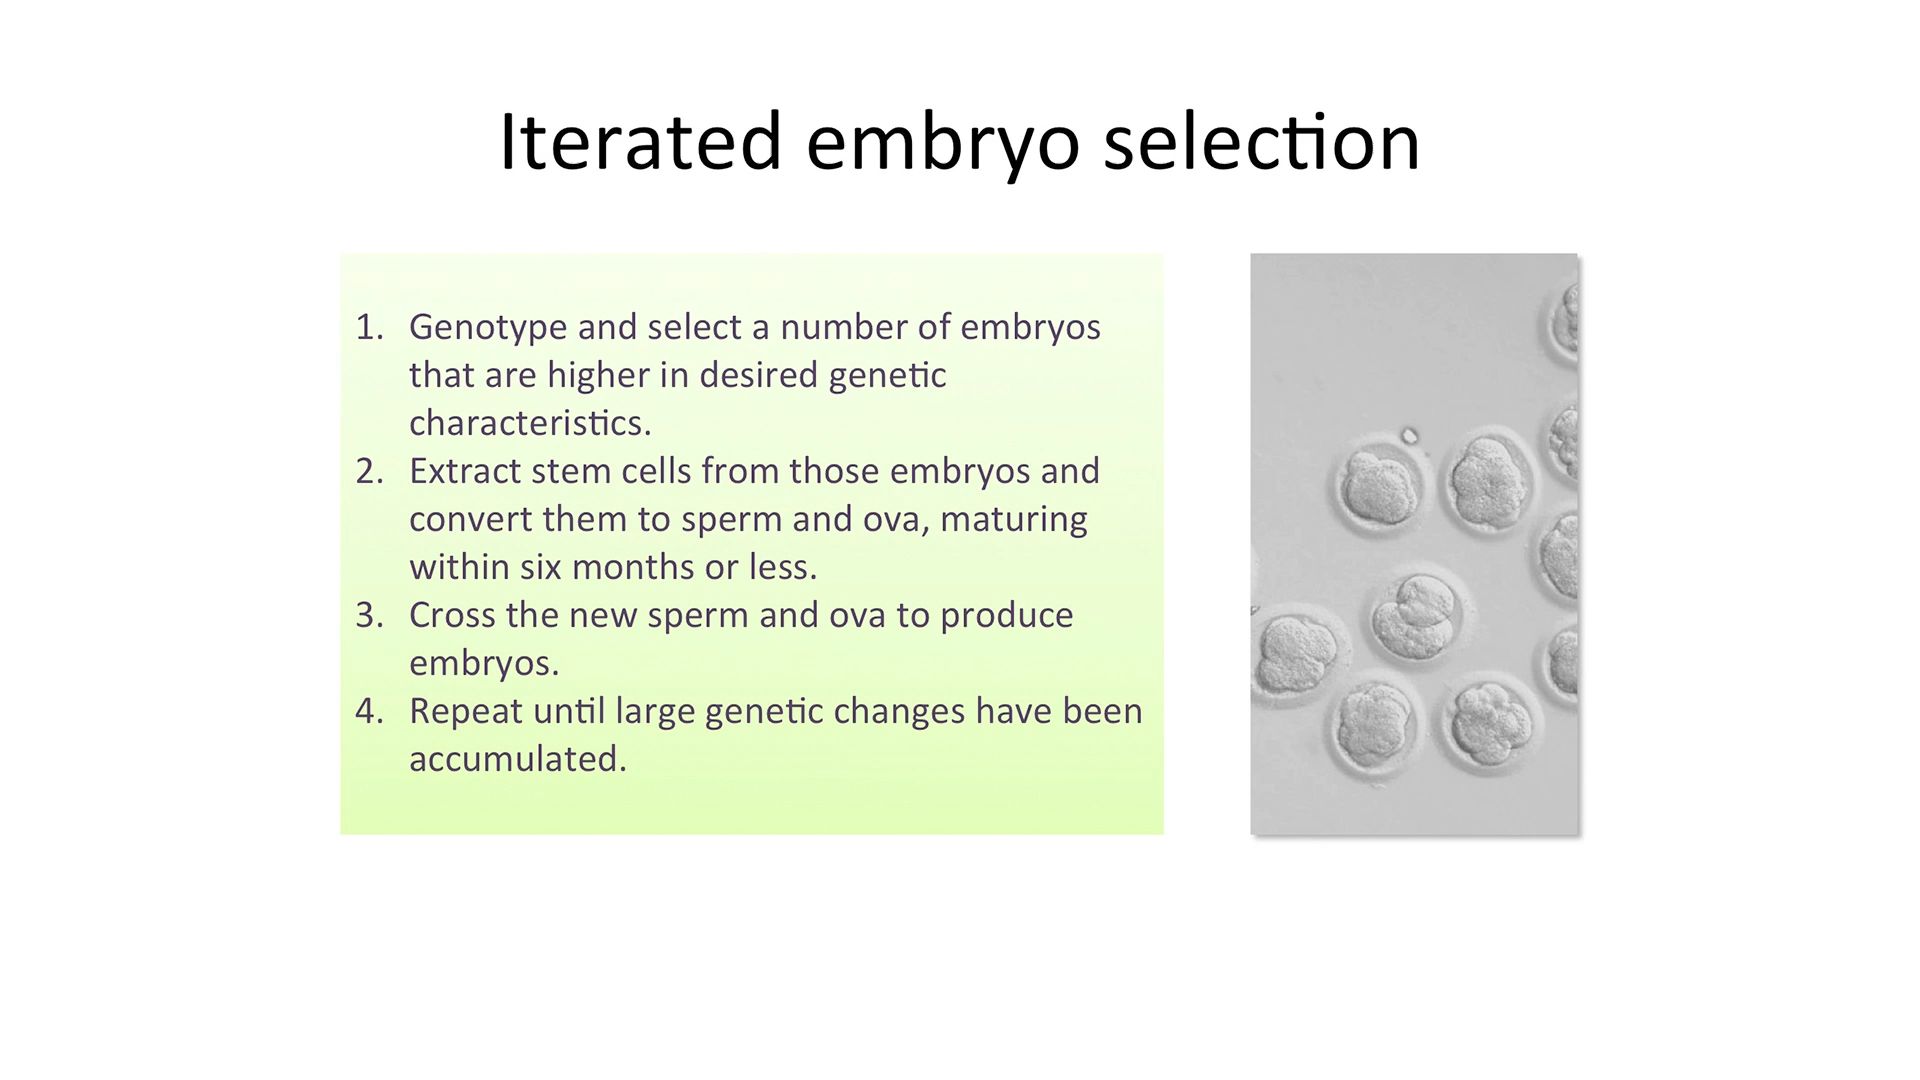 Iterated embryo selection
1. Genotype and select a number of embryos
that are higher in desired genetic
characteristics.
2. Extract stem cells from those embryos and
convert them to sperm and ova, maturing
within six months or less.
3. Cross the new sperm and ova to produce
embryos.
4. Repeat until large genetic changes have been
accumulated.